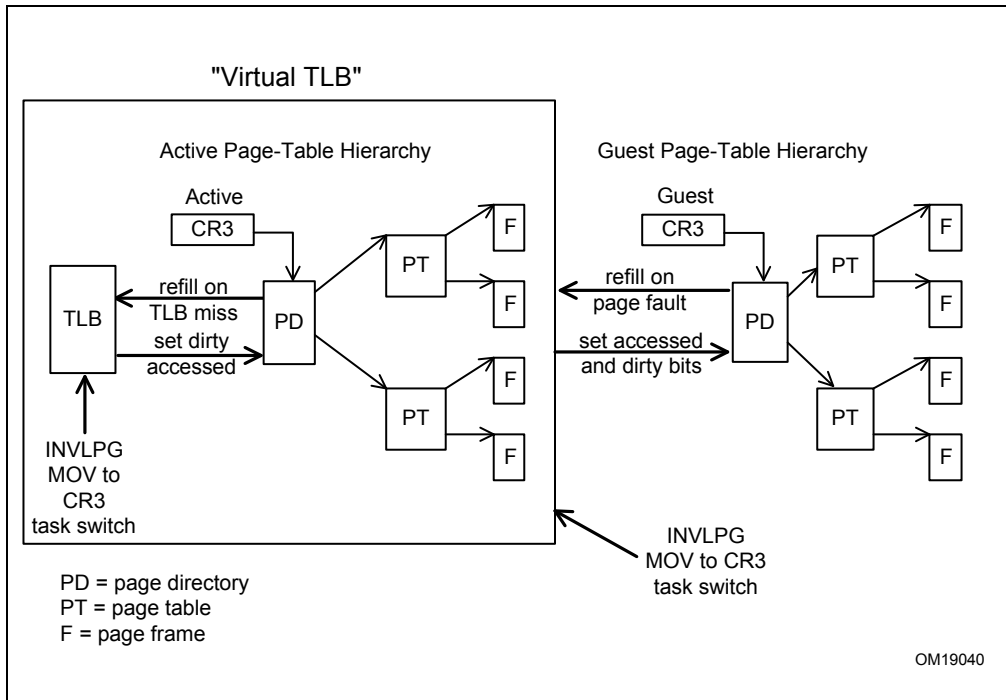 "Virtual TLB"
Active Page-Table Hierarchy
Active
CR3
TLB
refill on
TLB miss
set dirty
accessed
PD
PT
F
F
PT
F
F
INVLPG
MOV to
CR3
task switch
Guest Page-Table Hierarchy
Guest
CR3
refill on
page fault
set accessed
and dirty bits
PD
PT
F
F
PT
F
F
INVLPG
MOV to CR3
task switch
PD = page directory
PT = page table
F = page frame
OM19040